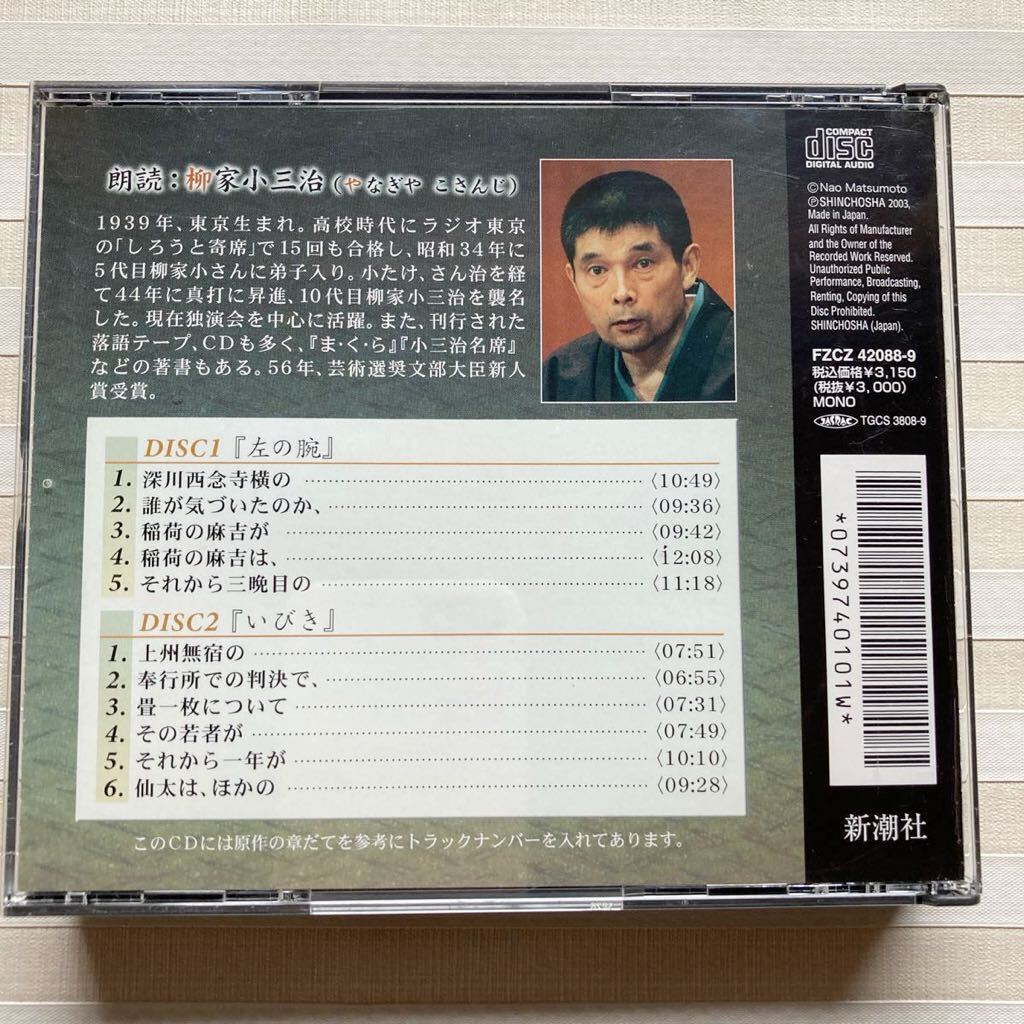 朗読:柳家小三治(やなぎや こさんじ)
1939年、東京生まれ。高校時代にラジオ東京
の「しろうと寄席」で15回も合格し、昭和34年に
5代目柳家小さんに弟子入り。小たけ、さん治を経
て44年に真打に昇進、10代目柳家小三治を襲名
した。現在独演会を中心に活躍。また、刊行された
落語テープ、CDも多く、『ま・く・ら』『小三治名席』
などの著書もある。56年、芸術選奨文部大臣新人
賞受賞。
DISC1『左の腕』
1. 深川西念寺横の 〈10:49〉
2. 誰が気づいたのか、 〈09:36〉
3. 稲荷の麻吉が 〈09:42〉
4. 稲荷の麻吉は、 〈12:08〉
5. それから三晩目の 〈11:18〉
DISC2『いびき』
1. 上州無宿の 〈07:51〉
2. 奉行所での判決で、 〈06:55〉
3. 畳一枚について 〈07:31〉
4. その若者が 〈07:49〉
5. それから一年が 〈10:10〉
6. 仙太は、ほかの 〈09:28〉
このCDには原作の章だてを参考にトラックナンバーを入れてあります。
COMPACT
disc
DIGITAL AUDIO
©Nao Matsumoto
℗SHINCHOSHA 2003,
Made in Japan.
All Rights of Manufacturer
and the Owner of the
Recorded Work Reserved.
Unauthorized Public
Performance, Broadcasting,
Renting, Copying of this
Disc Prohibited.
SHINCHOSHA (Japan).
FZCZ 42088-9
税込価格¥3,150
(税抜¥3,000)
MONO
JASRAC TGCS 3808-9
*0739740101W*
新潮社